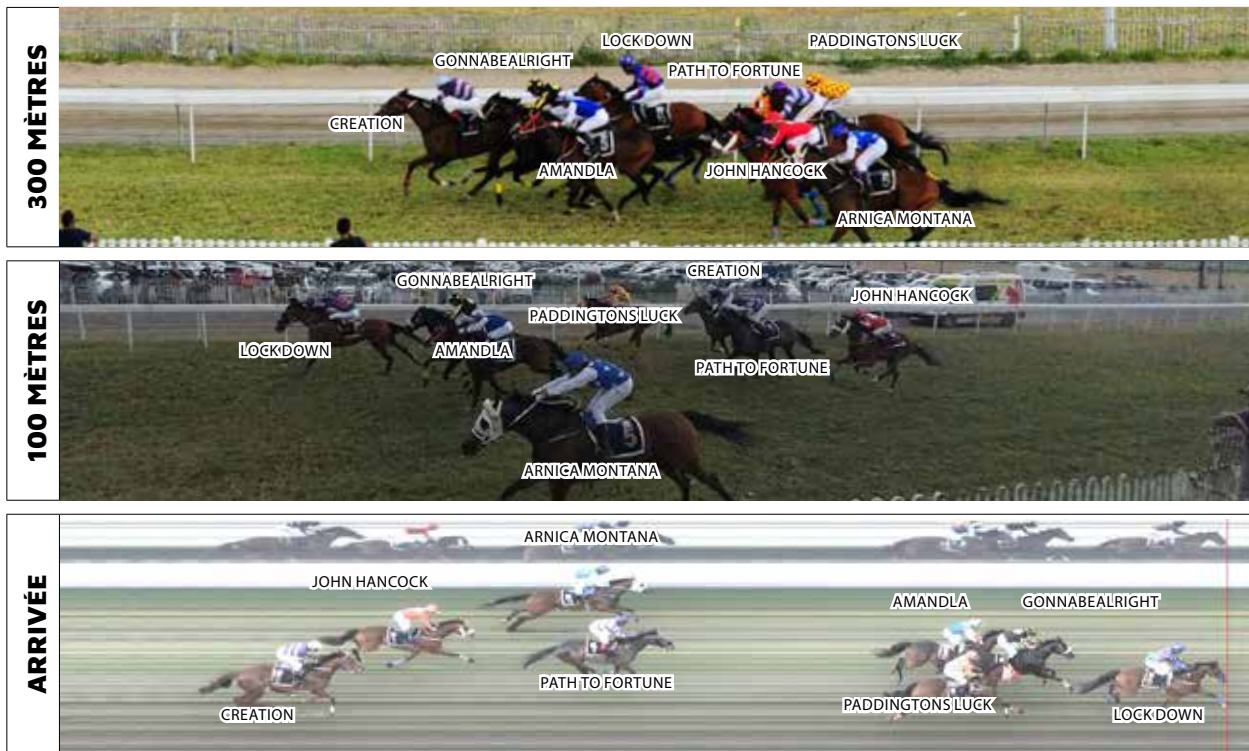 300 MÈTRES
LOCK DOWN
PADDINGTONS LUCK
GONNABEALRIGHT
PATH TO FORTUNE
CREATION
AMANDLA
JOHN HANCOCK
ARNICA MONTANA
100 MÈTRES
CREATION
GONNABEALRIGHT
JOHN HANCOCK
PADDINGTONS LUCK
LOCK DOWN
AMANDLA
PATH TO FORTUNE
5
ARNICA MONTANA
ARRIVÉE
ARNICA MONTANA
JOHN HANCOCK
AMANDLA
GONNABEALRIGHT
PATH TO FORTUNE
PADDINGTONS LUCK
CREATION
LOCK DOWN